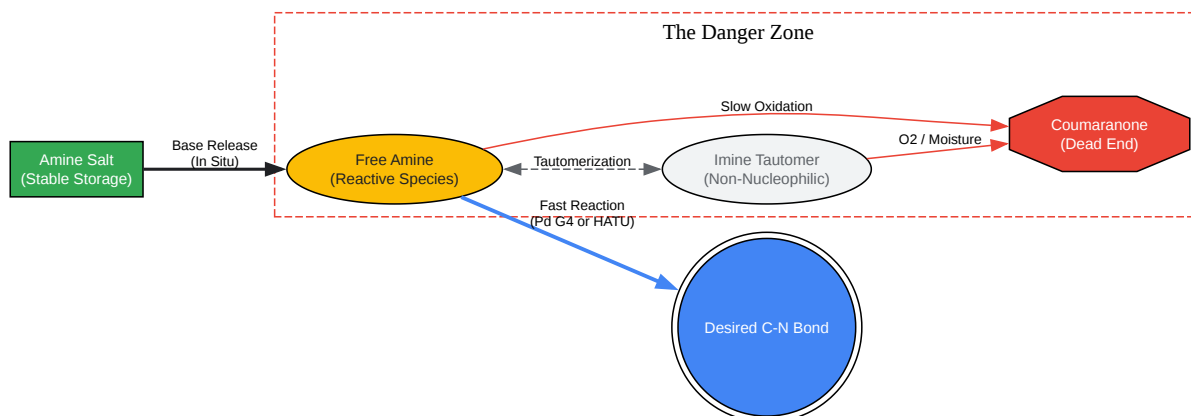 The Danger Zone
Slow Oxidation
Coumaranone
(Dead End)
O2 / Moisture
Base Release
(In Situ)
Amine Salt
(Stable Storage)
Free Amine
(Reactive Species)
Tautomerization
Imine Tautomer
(Non-Nucleophilic)
Fast Reaction
(Pd G4 or HATU)
Desired C-N Bond